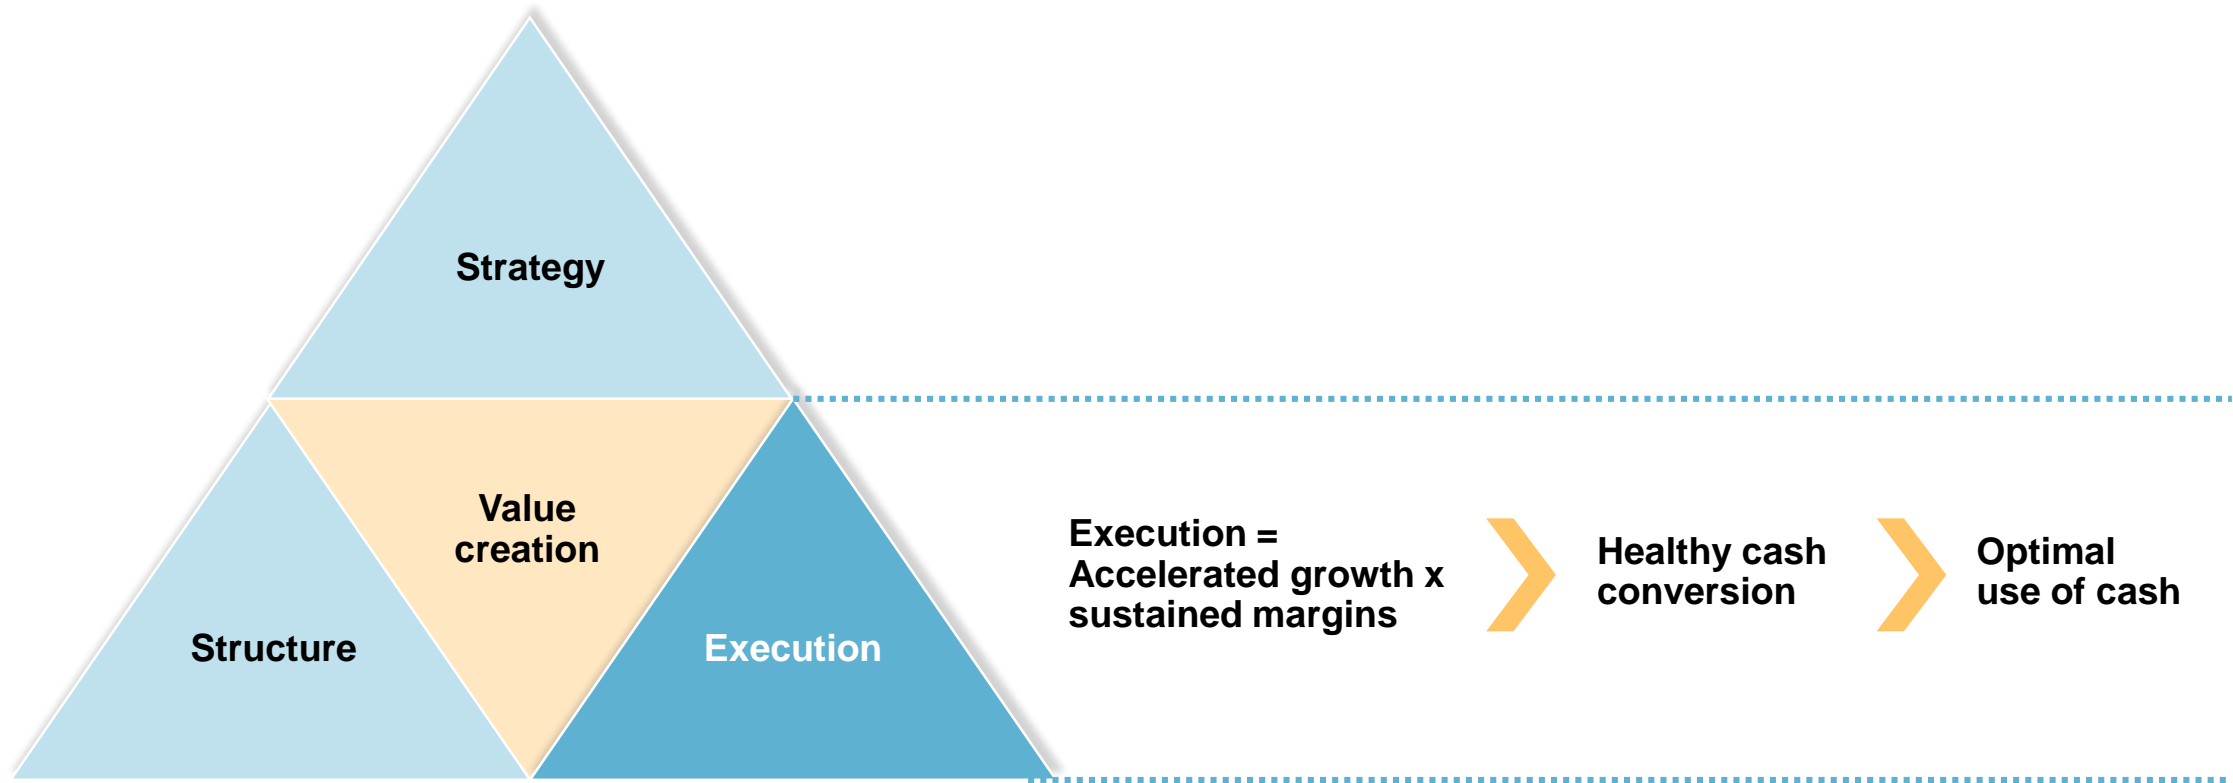 Strategy
Value
creation
Structure
Execution
Execution =
Accelerated growth x
sustained margins
Healthy cash
conversion
Optimal
use of cash